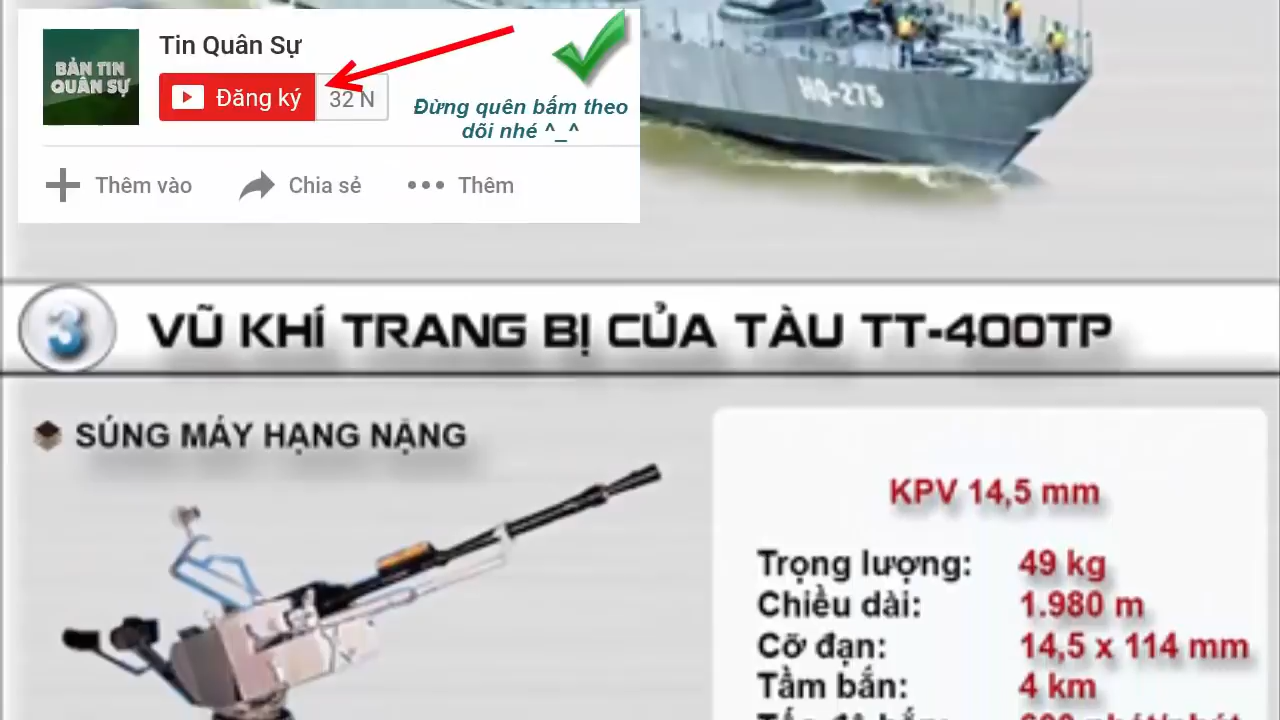 BẢN TIN
QUÂN SỰ
Tin Quân Sự
Đăng ký
32 N
Đừng quên bấm theo
dõi nhé ^_^
Thêm vào
Chia sẻ
Thêm
HQ-275
3
VŨ KHÍ TRANG BỊ CỦA TÀU TT-400TP
SÚNG MÁY HẠNG NẶNG
KPV 14,5 mm
Trọng lượng: 49 kg
Chiều dài: 1.980 m
Cỡ đạn: 14,5 x 114 mm
Tầm bắn: 4 km